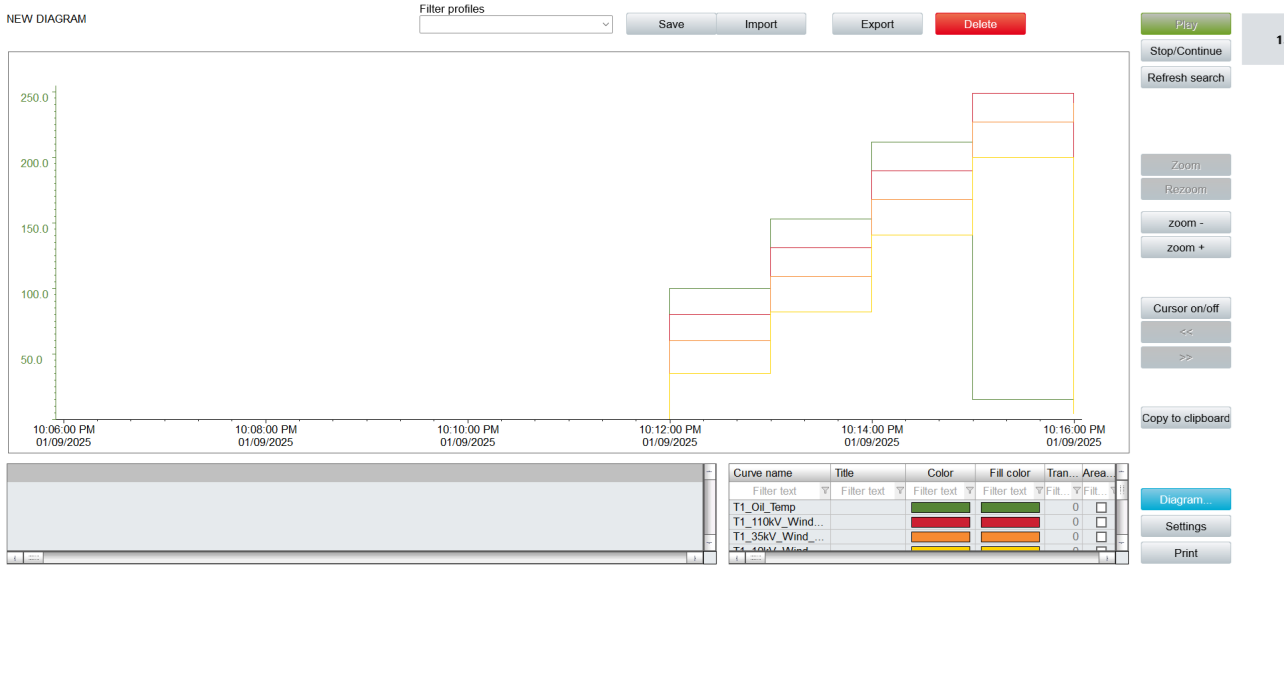 NEW DIAGRAM
Filter profiles
Save
Import
Export
Delete
Play
Stop/Continue
Refresh search
1
250.0
200.0
150.0
100.0
50.0
Zoom
Rezoom
zoom -
zoom +
Cursor on/off
<<
>>
Copy to clipboard
10:06:00 PM 10:08:00 PM 10:10:00 PM 10:12:00 PM 10:14:00 PM 10:16:00 PM
01/09/2025 01/09/2025 01/09/2025 01/09/2025 01/09/2025 01/09/2025
Curve name Title Color Fill color Tran... Area...
Filter text Filter text Filter text Filter text Filt... Filt...
T1_Oil_Temp 0
T1_110kV_Wind... 0
T1_35kV_Wind_... 0
T1_10kV_Wind 0
Diagram...
Settings
Print